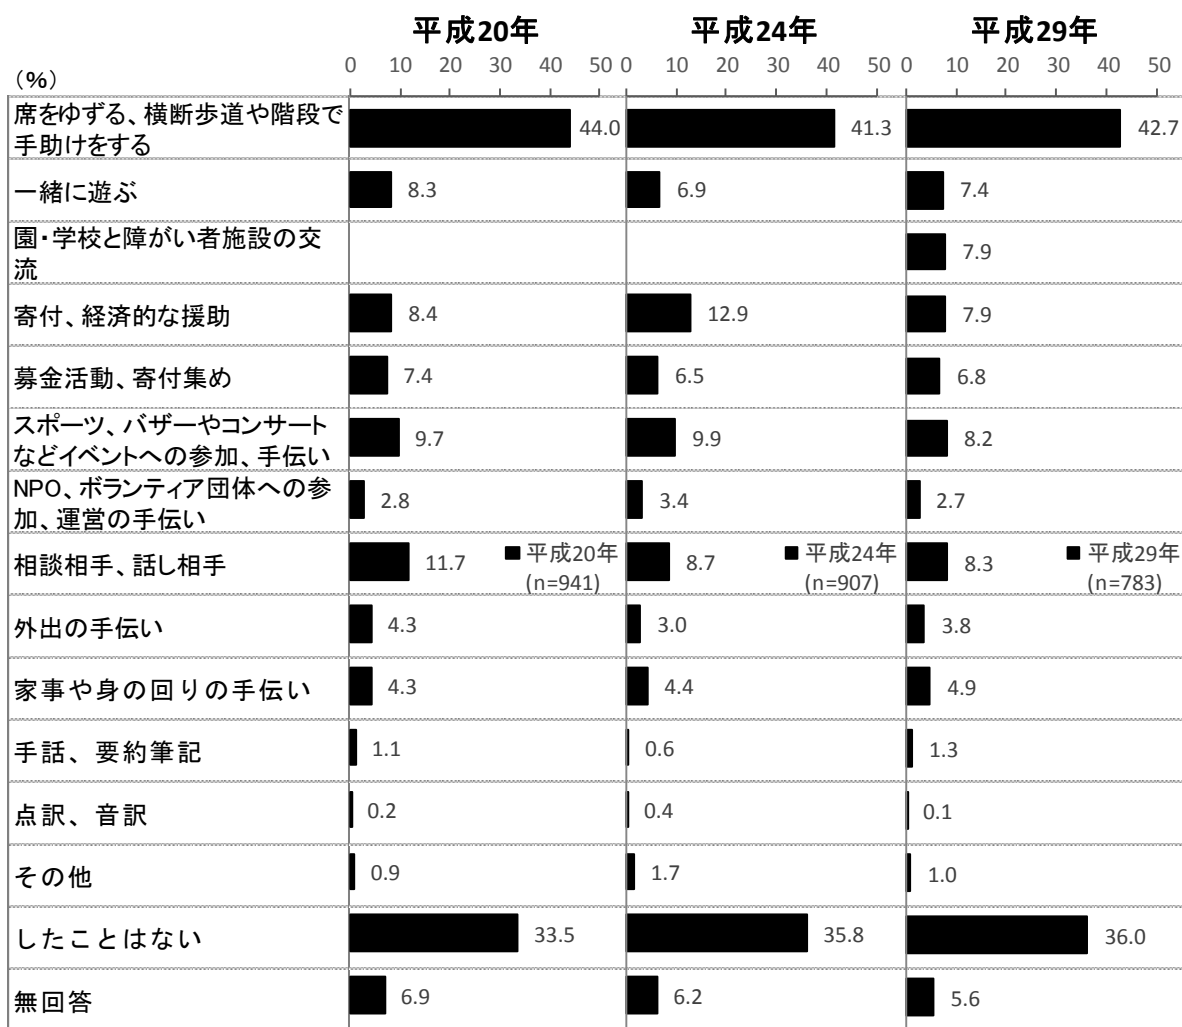 平成20年 平成24年 平成29年
(%) 0 10 20 30 40 50 0 10 20 30 40 50 0 10 20 30 40 50
席をゆずる、横断歩道や階段で
手助けをする 44.0 41.3 42.7
一緒に遊ぶ 8.3 6.9 7.4
園・学校と障がい者施設の交
流 7.9
寄付、経済的な援助 8.4 12.9 7.9
募金活動、寄付集め 7.4 6.5 6.8
スポーツ、バザーやコンサート
などイベントへの参加、手伝い 9.7 9.9 8.2
NPO、ボランティア団体への参
加、運営の手伝い 2.8 3.4 2.7
相談相手、話し相手 11.7 平成20年 8.7 平成24年 8.3 平成29年
(n=941) (n=907) (n=783)
外出の手伝い 4.3 3.0 3.8
家事や身の回りの手伝い 4.3 4.4 4.9
手話、要約筆記 1.1 0.6 1.3
点訳、音訳 0.2 0.4 0.1
その他 0.9 1.7 1.0
したことはない 33.5 35.8 36.0
無回答 6.9 6.2 5.6